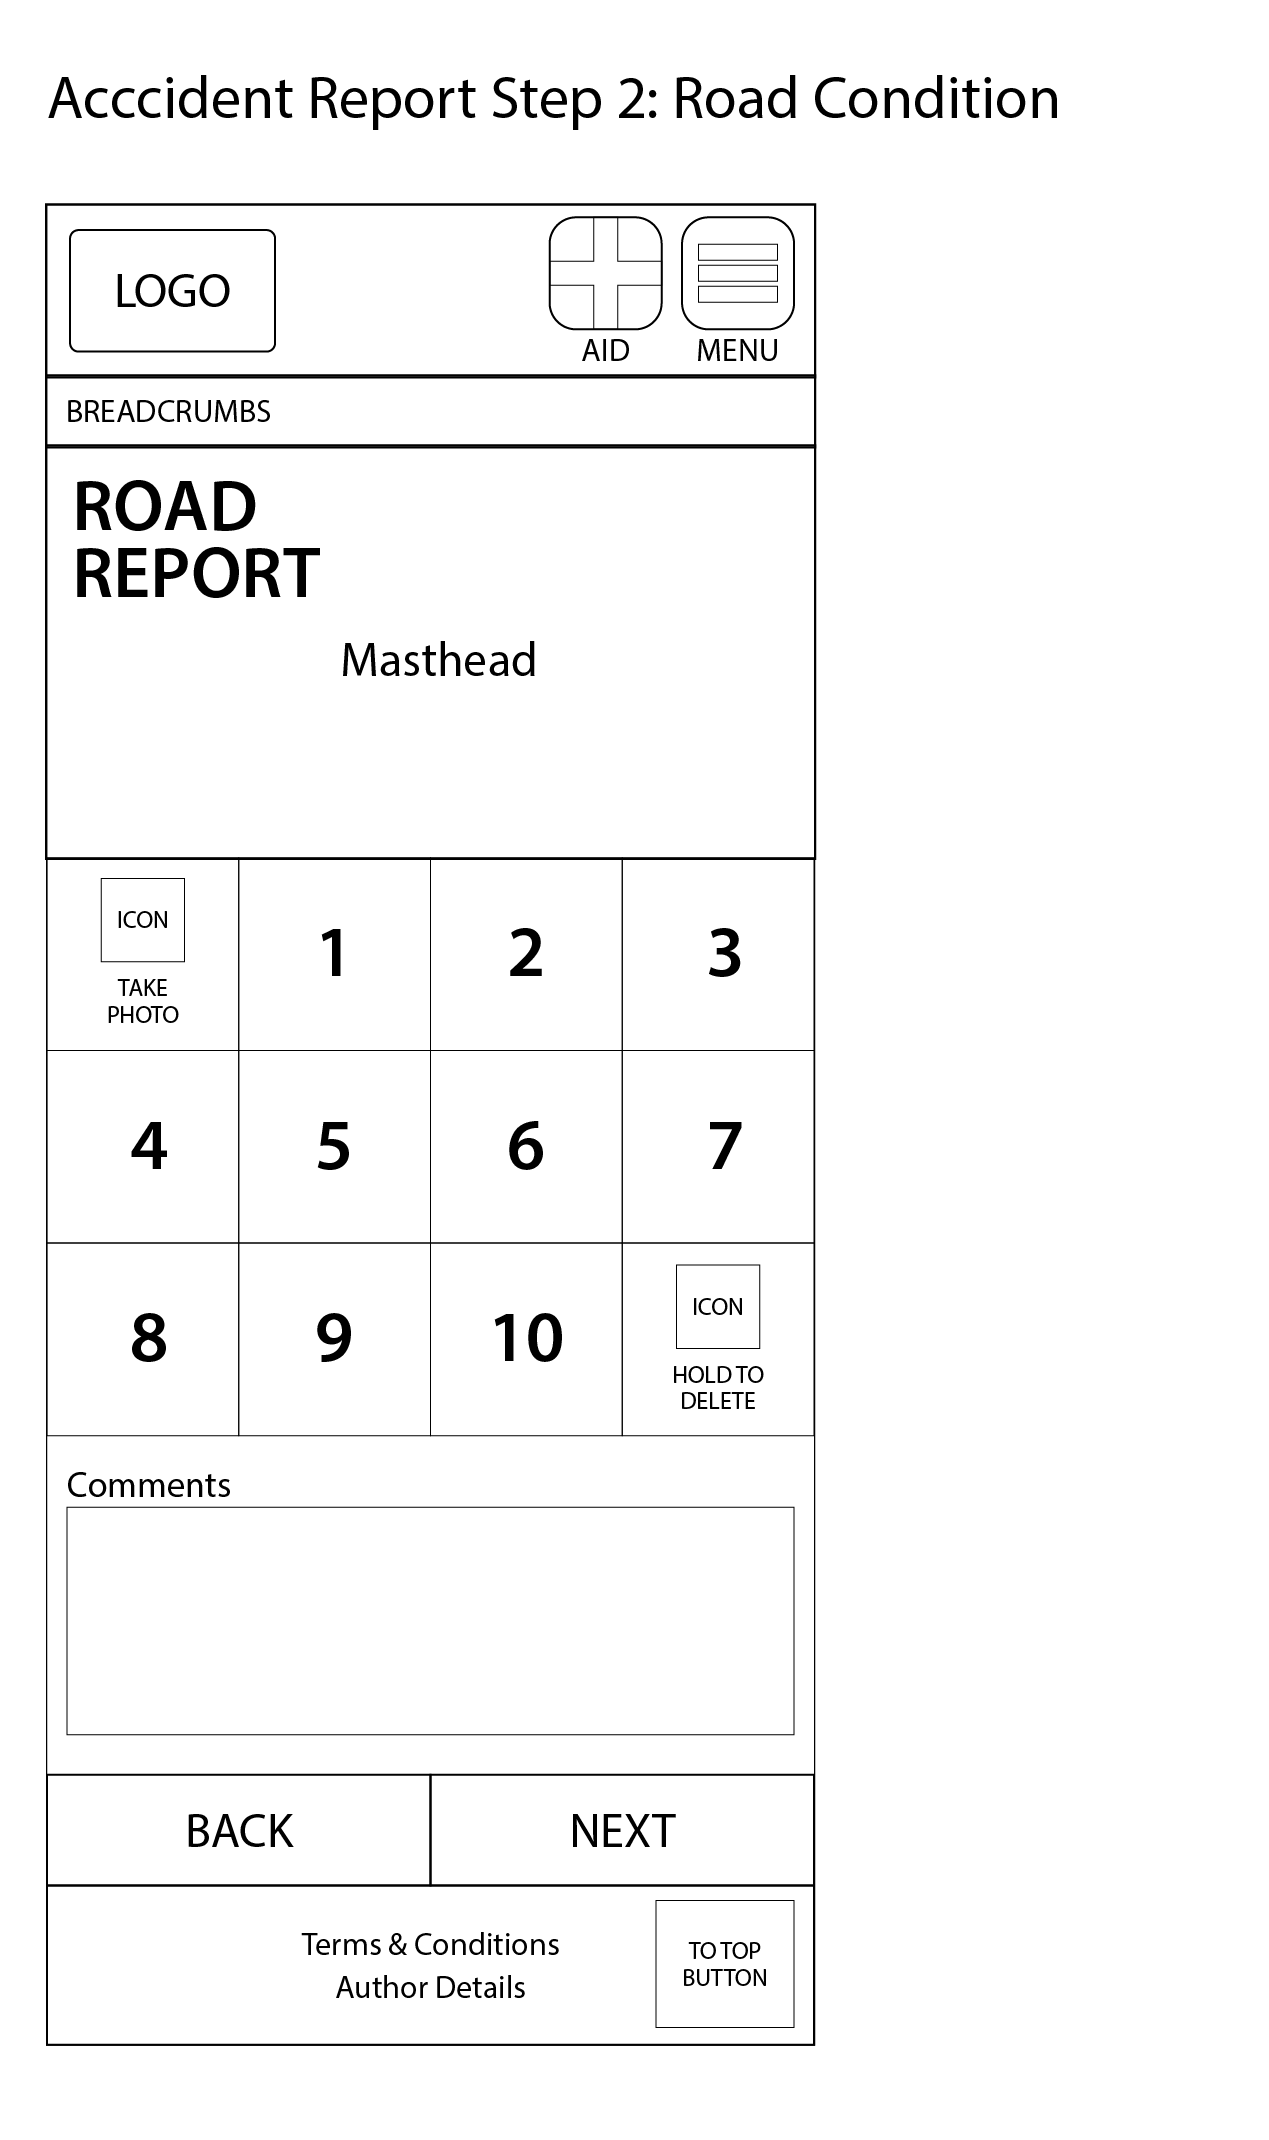 Acccident Report Step 2: Road Condition
LOGO
AID
MENU
BREADCRUMBS
ROAD
REPORT
Masthead
ICON
TAKE
PHOTO
1
2
3
4
5
6
7
8
9
10
ICON
HOLD TO
DELETE
Comments
BACK
NEXT
Terms & Conditions
Author Details
TO TOP
BUTTON